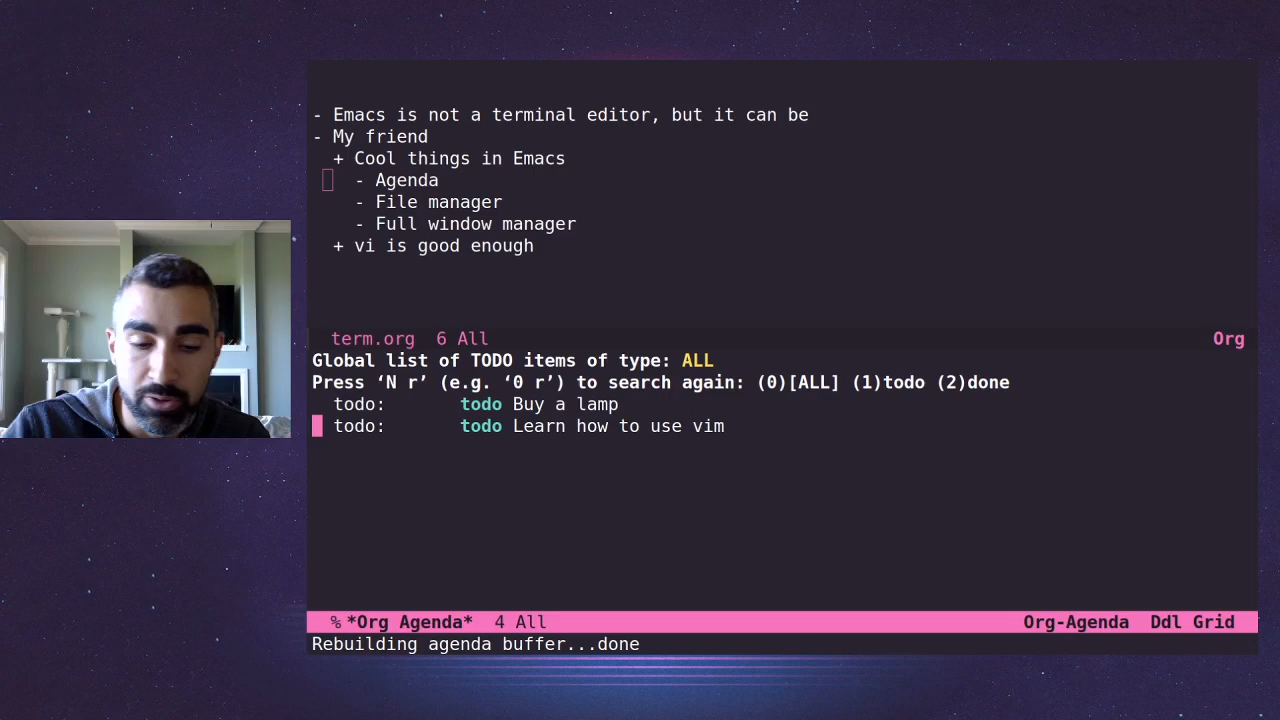 - Emacs is not a terminal editor, but it can be
- My friend
+ Cool things in Emacs
- Agenda
- File manager
- Full window manager
+ vi is good enough
term.org 6 All Org
Global list of TODO items of type: ALL
Press ‘N r’ (e.g. ‘0 r’) to search again: (0)[ALL] (1)todo (2)done
todo: todo Buy a lamp
todo: todo Learn how to use vim
% *Org Agenda* 4 All Org-Agenda Ddl Grid
Rebuilding agenda buffer...done